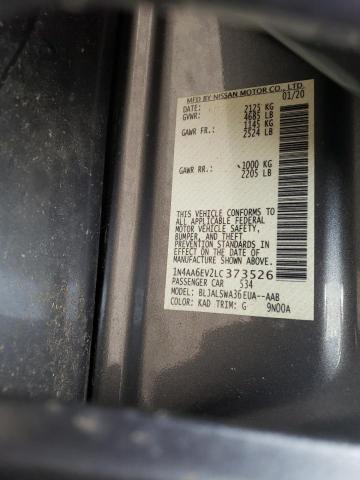 MFD BY NISSAN MOTOR CO., LTD.
01/20
2125 KG
GVWR: 4685 LB
1145 KG
GAWR FR.: 2524 LB
1000 KG
GAWR RR.: 2205 LB
THIS VEHICLE CONFORMS
TO ALL APPLICABLE
FEDERAL MOTOR
VEHICLE SAFETY,
BUMPER, AND THEFT
PREVENTION STANDARDS
IN EFFECT ON THE DATE OF
MANUFACTURE SHOWN ABOVE.
1N4AA6EV2LC373526
PASSENGER CAR 534
MODEL: BLJALSWA36EUA--AAB
COLOR: KAD TRIM: G 9N00A